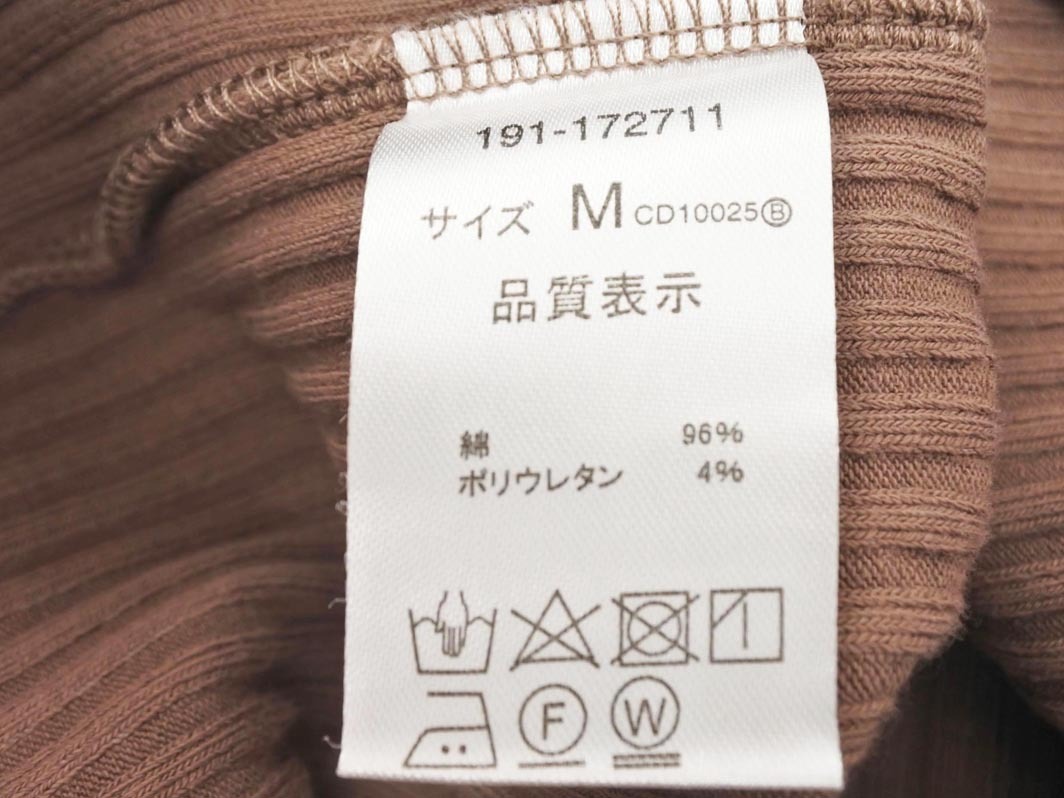 191-172711
サイズ M CD10025Ⓑ
品質表示
綿 96%
ポリウレタン 4%
F W